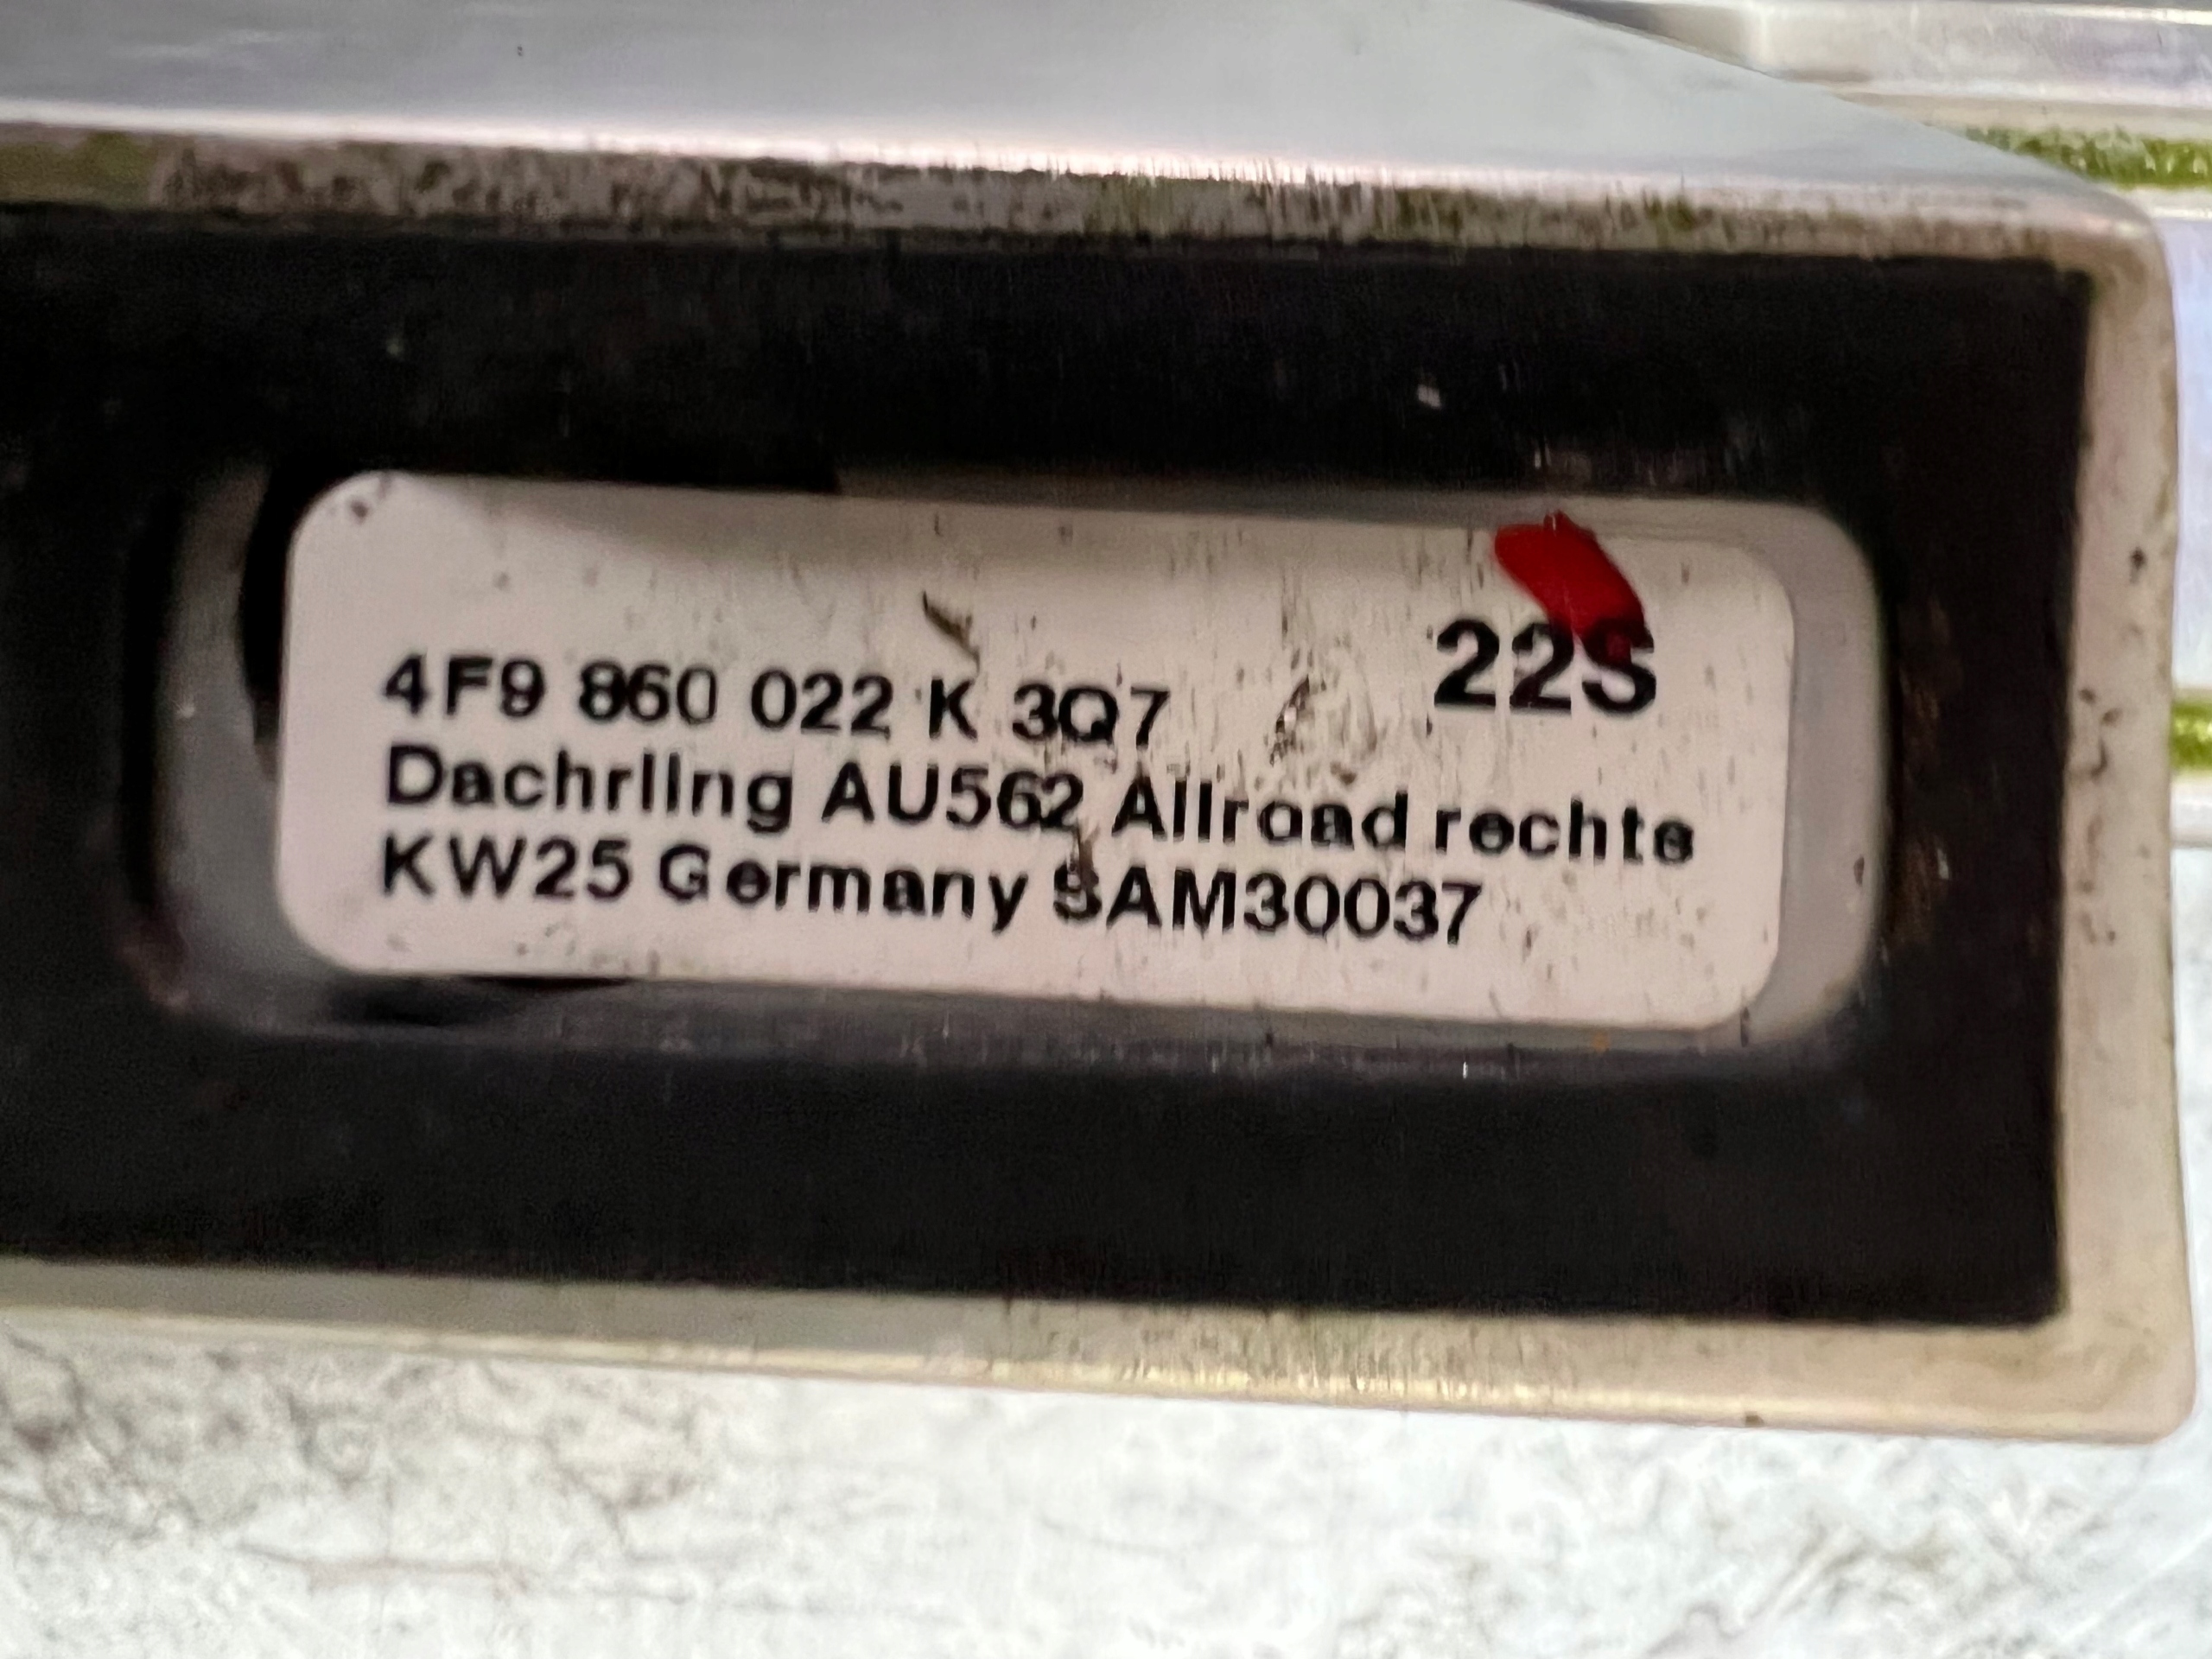 22S
4F9 860 022 K 3Q7
Dachrling AU562 Allroad rechts
KW25 Germany SAM30037